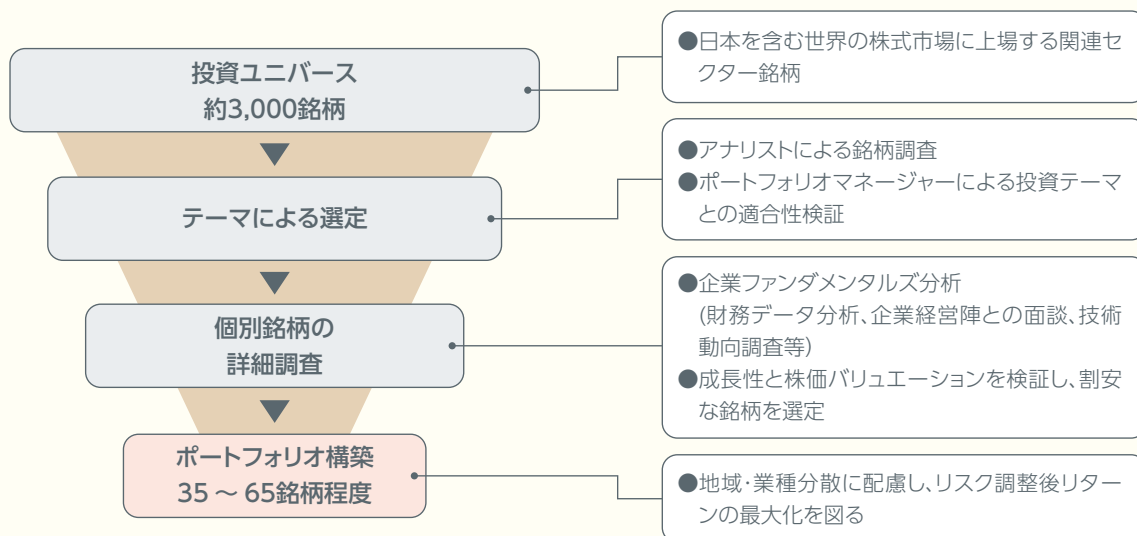 投資ユニバース
約3,000銘柄
●日本を含む世界の株式市場に上場する関連セ
クター銘柄
テーマによる選定
●アナリストによる銘柄調査
●ポートフォリオマネージャーによる投資テーマ
との適合性検証
個別銘柄の
詳細調査
●企業ファンダメンタルズ分析
(財務データ分析、企業経営陣との面談、技術
動向調査等)
●成長性と株価バリュエーションを検証し、割安
な銘柄を選定
ポートフォリオ構築
35 ～ 65銘柄程度
●地域・業種分散に配慮し、リスク調整後リター
ンの最大化を図る